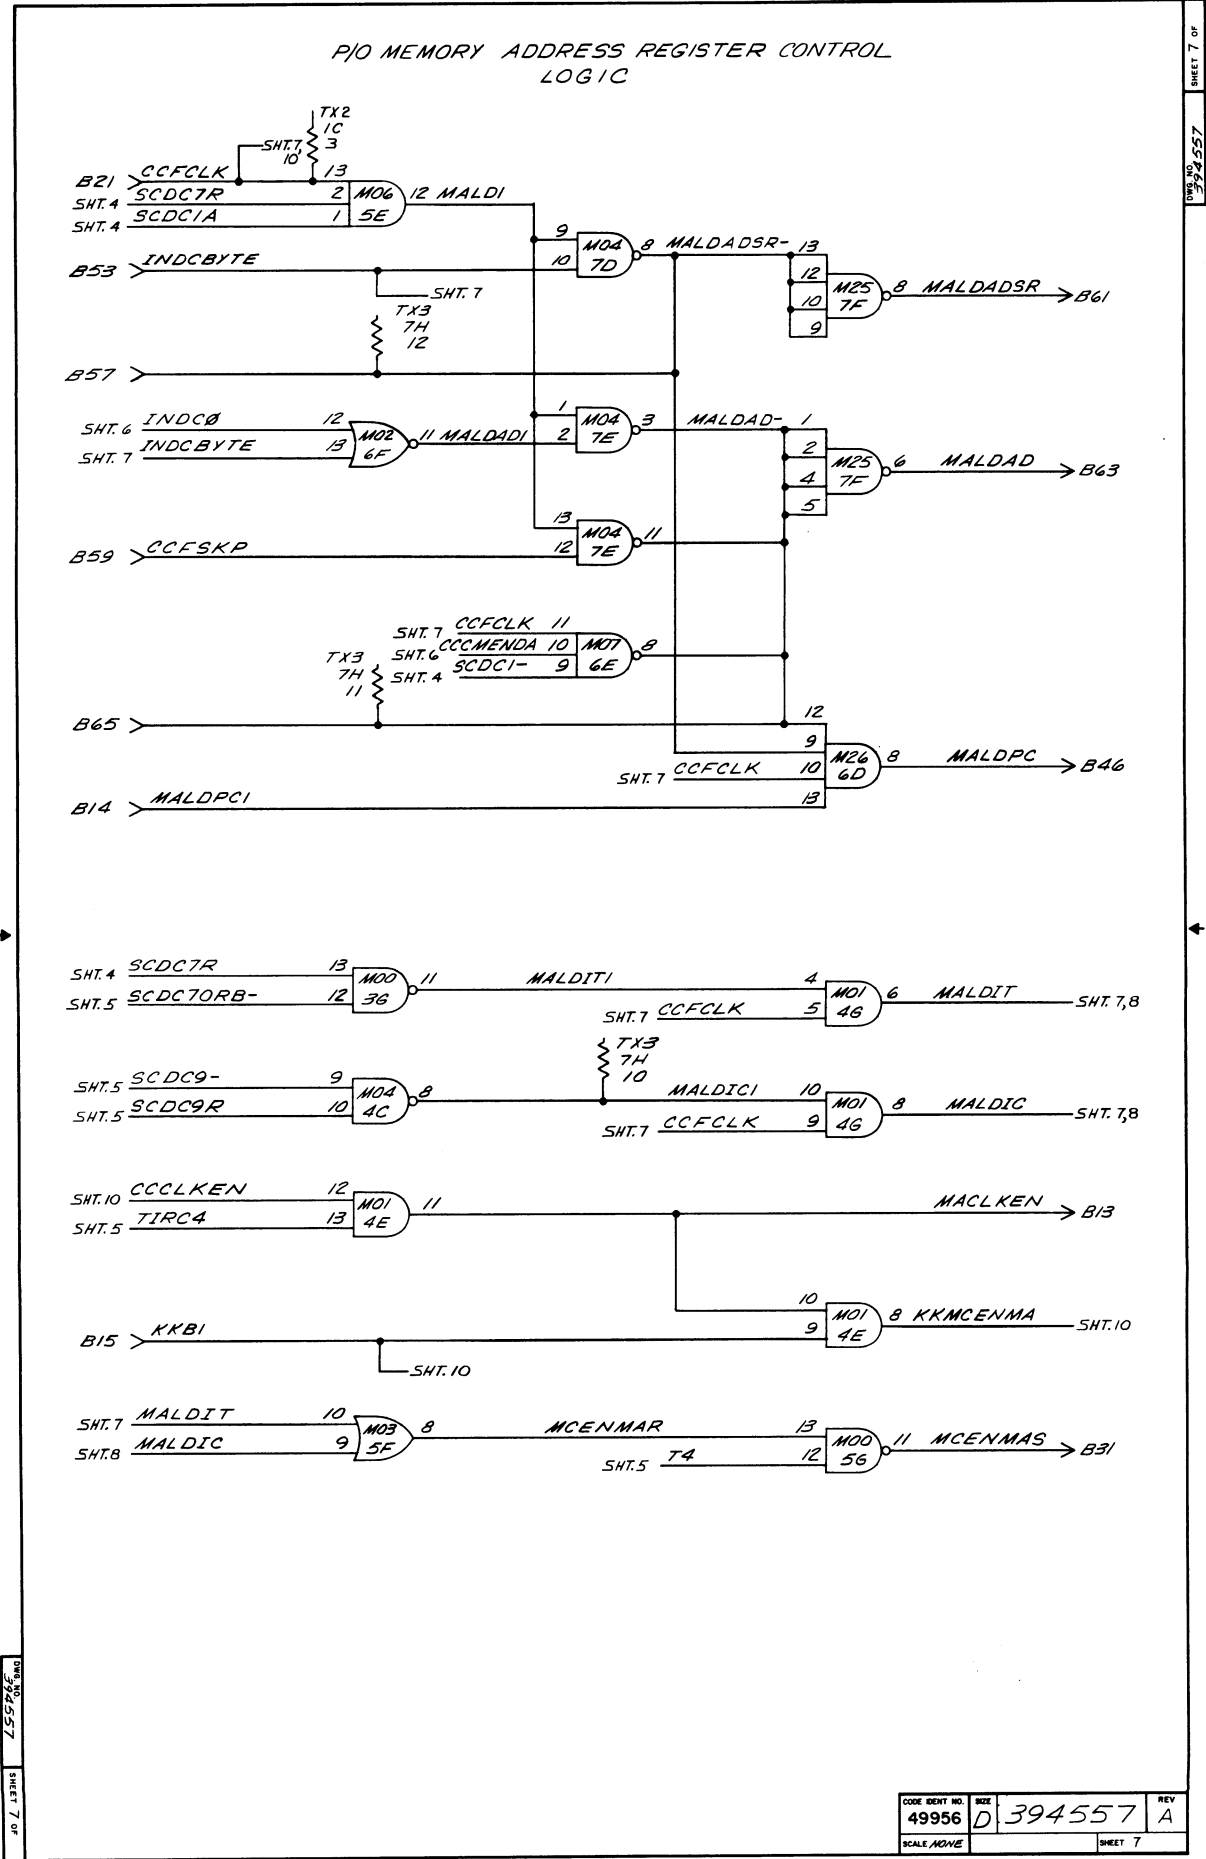 SHEET 7 OF
DWG. NO.
394557
P/O MEMORY ADDRESS REGISTER CONTROL
LOGIC
TX2
1C
3
SHT. 7,
10
B21 CCFCLK 13
SHT. 4 SCDC7R 2
SHT. 4 SCDC1A 1
M06
5E
12 MALD1
B53 INDCBYTE
SHT. 7
9
10
M04
7D
8 MALDADSR-
13
12
10
9
M25
7F
8 MALDADSR B61
TX3
7H
12
B57
SHT. 6 INDCØ 12
SHT. 7 INDCBYTE 13
M02
6F
11 MALDAD1
1
2
M04
7E
3 MALDAD-
1
2
4
5
M25
7F
6 MALDAD B63
B59 CCFSKP
13
12
M04
7E
11
SHT. 7 CCFCLK 11
SHT. 6 CCCMENDA 10
SHT. 4 SCDC1- 9
M07
6E
8
TX3
7H
11
B65
12
9
SHT. 7 CCFCLK 10
B14 MALDPC1 13
M26
6D
8 MALDPC B46
SHT. 4 SCDC7R 13
SHT. 5 SCDC7ORB- 12
M00
3G
11 MALDIT1 4
SHT. 7 CCFCLK 5
M01
4G
6 MALDIT SHT. 7,8
TX3
7H
10
SHT. 5 SCDC9- 9
SHT. 5 SCDC9R 10
M04
4C
8 MALDIC1 10
SHT. 7 CCFCLK 9
M01
4G
8 MALDIC SHT. 7,8
SHT. 10 CCCLKEN 12
SHT. 5 TIRC4 13
M01
4E
11 MACLKEN B13
10
9
M01
4E
8 KKMCENMA SHT. 10
B15 KKB1
SHT. 10
SHT. 7 MALDIT 10
SHT. 8 MALDIC 9
M03
5F
8 MCENMAR 13
SHT. 5 T4 12
M00
5G
11 MCENMAS B31
DWG. NO.
394557
SHEET 7 OF
CODE IDENT NO.
49956
SIZE
D
394557
REV
A
SCALE NONE
SHEET 7